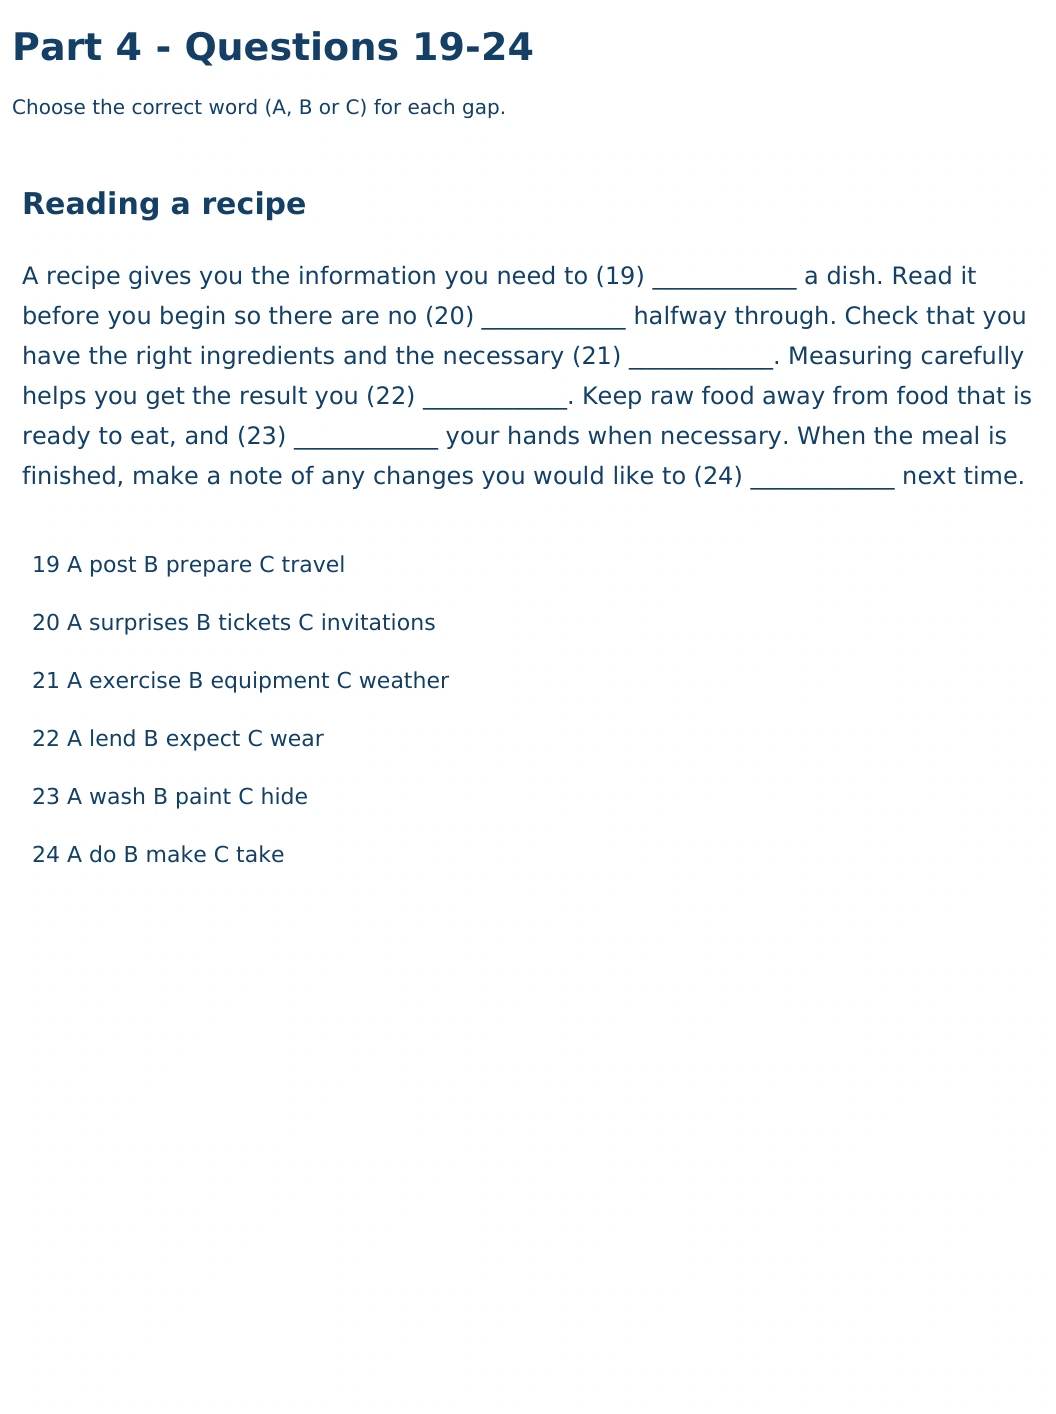 Part 4 - Questions 19-24
Choose the correct word (A, B or C) for each gap.
Reading a recipe
A recipe gives you the information you need to (19) ____________ a dish. Read it
before you begin so there are no (20) ____________ halfway through. Check that you
have the right ingredients and the necessary (21) ____________. Measuring carefully
helps you get the result you (22) ____________. Keep raw food away from food that is
ready to eat, and (23) ____________ your hands when necessary. When the meal is
finished, make a note of any changes you would like to (24) ____________ next time.
19 A post B prepare C travel
20 A surprises B tickets C invitations
21 A exercise B equipment C weather
22 A lend B expect C wear
23 A wash B paint C hide
24 A do B make C take